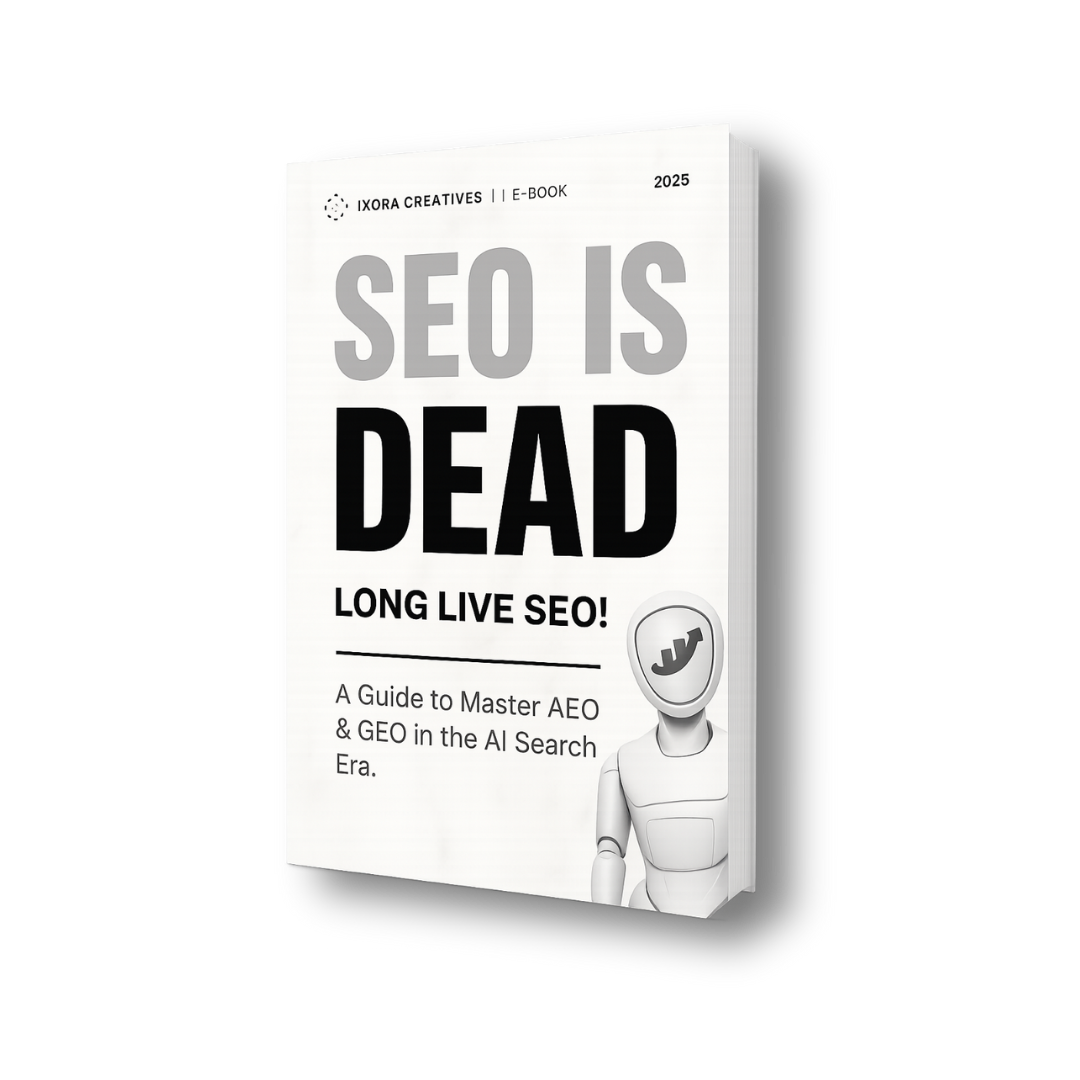 IXORA CREATIVES || E-BOOK
2025
SEO IS
DEAD
LONG LIVE SEO!
A Guide to Master AEO
& GEO in the AI Search
Era.